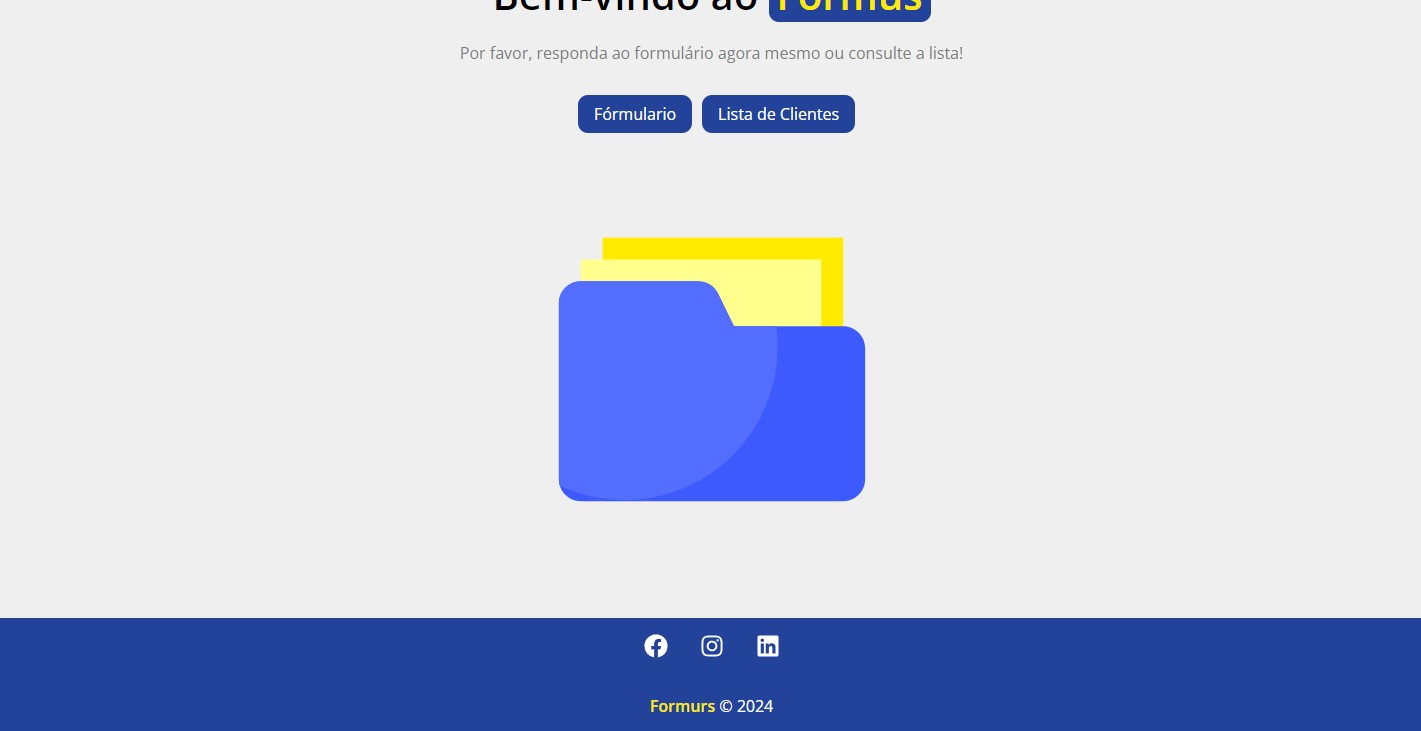 Bem-vindo ao Formus
Por favor, responda ao formulário agora mesmo ou consulte a lista!
Fórmulario
Lista de Clientes
Formurs © 2024